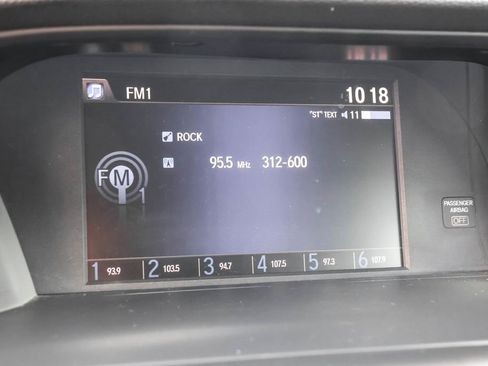 FM1 10:18
"ST" TEXT 11
ROCK
95.5 MHz 312-600
FM 1
PASSENGER
AIRBAG
OFF
1 93.9 2 103.5 3 94.7 4 107.5 5 97.3 6 107.9